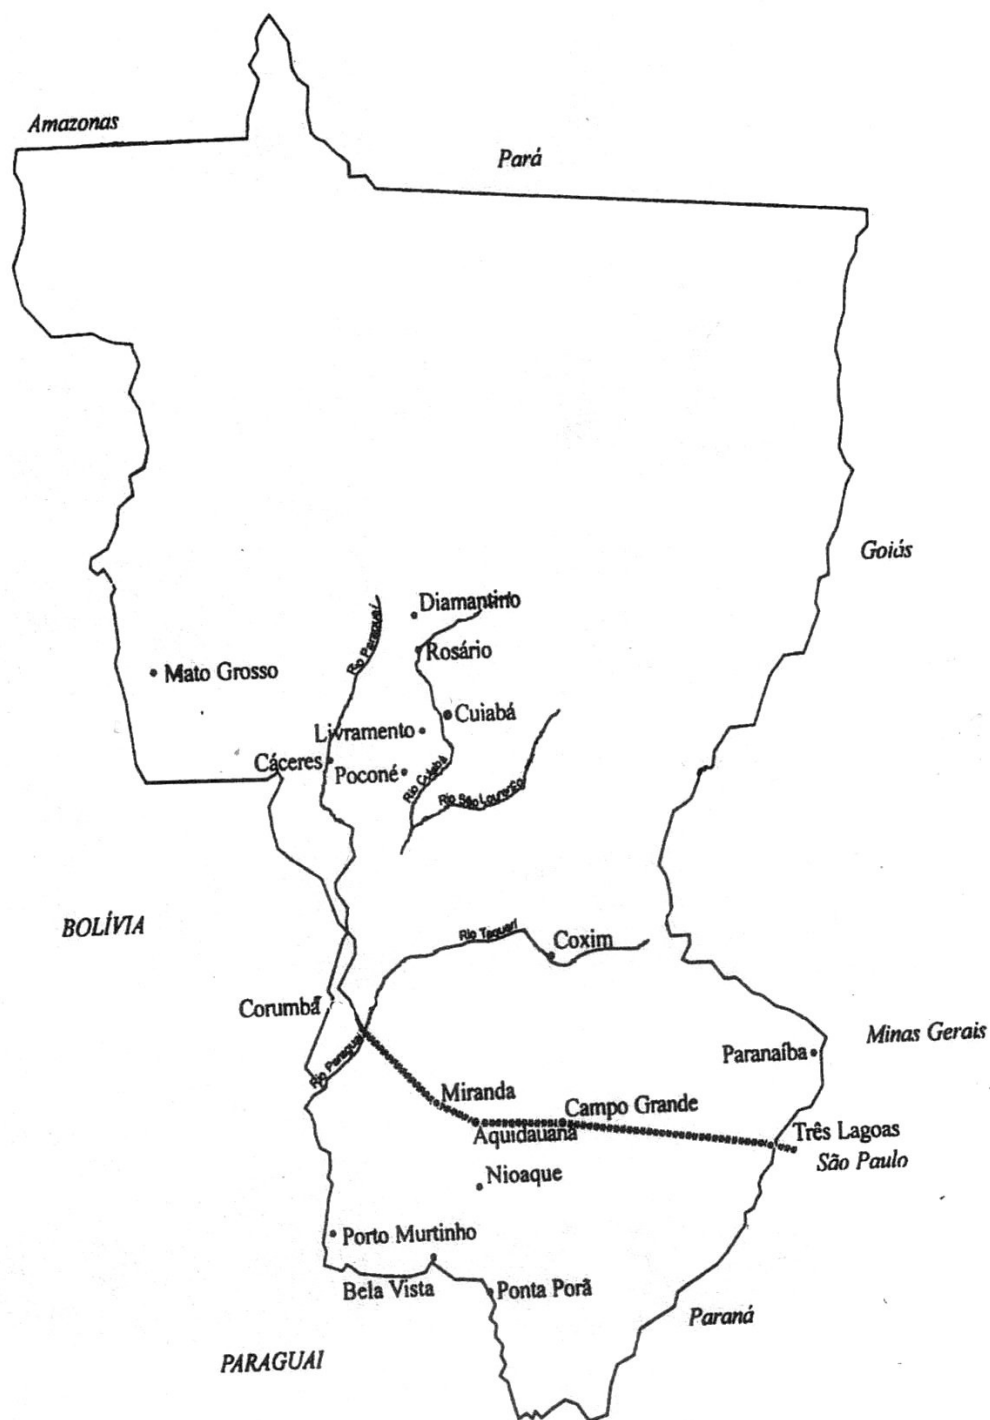 Amazonas
Pará
Goiás
Diamantino
Rio Paraguai
Rosário
Mato Grosso
Cuiabá
Livramento
Cáceres
Poconé
Rio Cuiabá
Rio São Lourenço
BOLÍVIA
Rio Taquari
Coxim
Corumbá
Minas Gerais
Paranaíba
Rio Paraguai
Miranda
Campo Grande
Aquidauana
Três Lagoas
São Paulo
Nioaque
Porto Murtinho
Bela Vista
Ponta Porã
Paraná
PARAGUAI